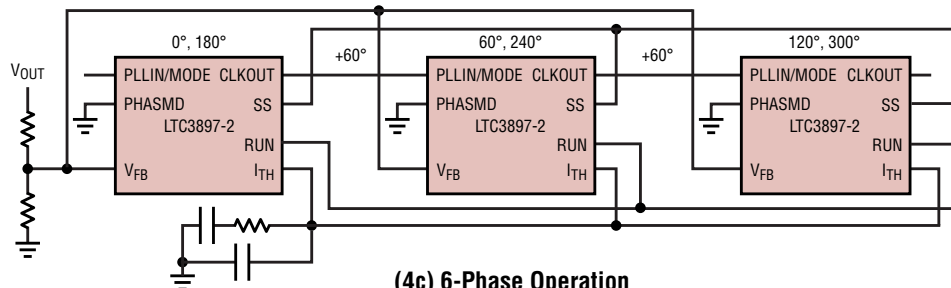 0°, 180°
+60°
60°, 240°
+60°
120°, 300°
VOUT
PLLIN/MODE CLKOUT
PHASMD SS
LTC3897-2
RUN
VFB ITH
PLLIN/MODE CLKOUT
PHASMD SS
LTC3897-2
RUN
VFB ITH
PLLIN/MODE CLKOUT
PHASMD SS
LTC3897-2
RUN
VFB ITH
(4c) 6-Phase Operation